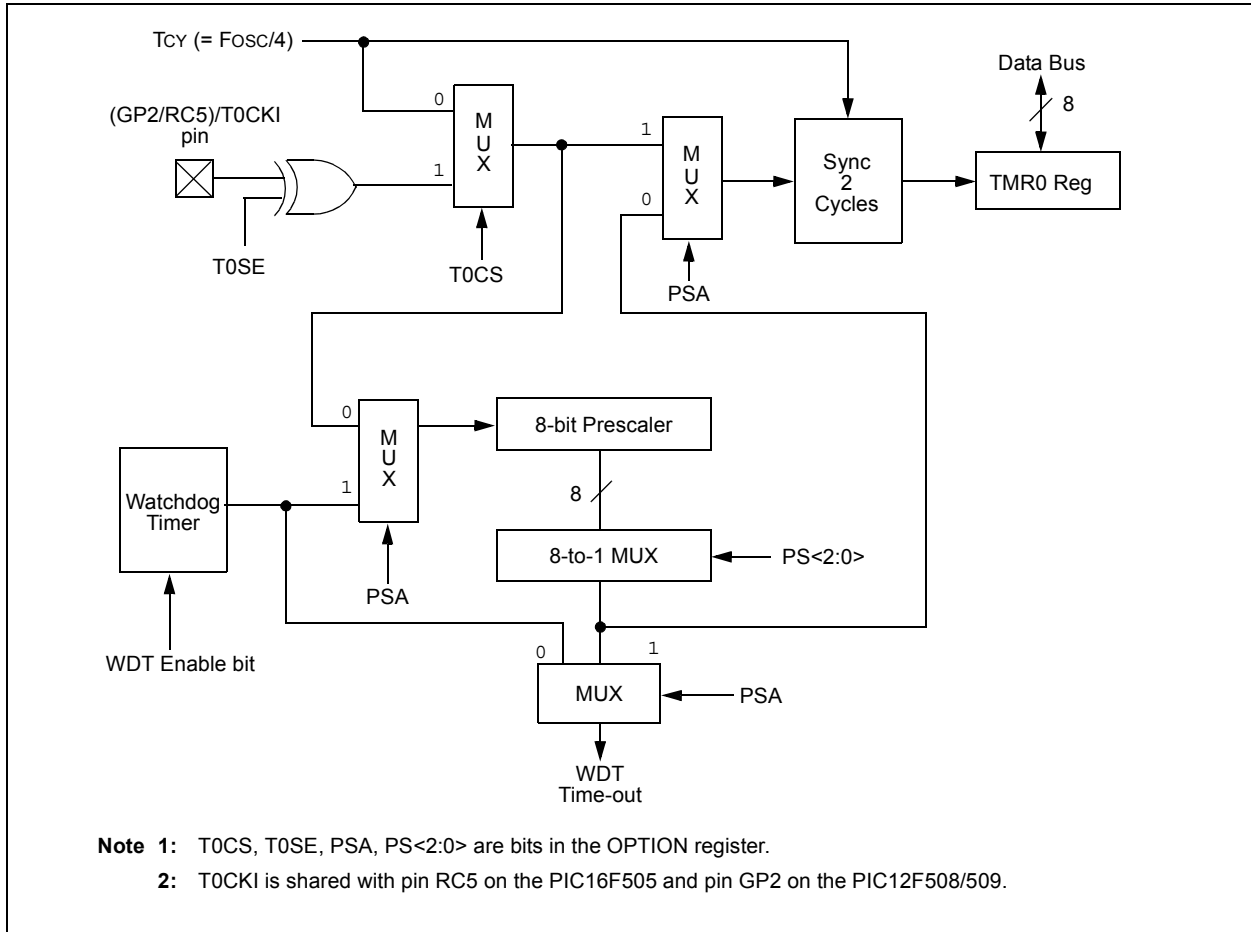 TCY (= FOSC/4)
Data Bus
8
(GP2/RC5)/T0CKI
pin
0
M
U
X
1
T0SE
T0CS
1
M
U
X
0
PSA
Sync
2
Cycles
TMR0 Reg
0
M
U
X
1
8-bit Prescaler
Watchdog
Timer
8
8-to-1 MUX
PS<2:0>
PSA
WDT Enable bit
0
1
MUX
PSA
WDT
Time-out
Note 1: T0CS, T0SE, PSA, PS<2:0> are bits in the OPTION register.
2: T0CKI is shared with pin RC5 on the PIC16F505 and pin GP2 on the PIC12F508/509.